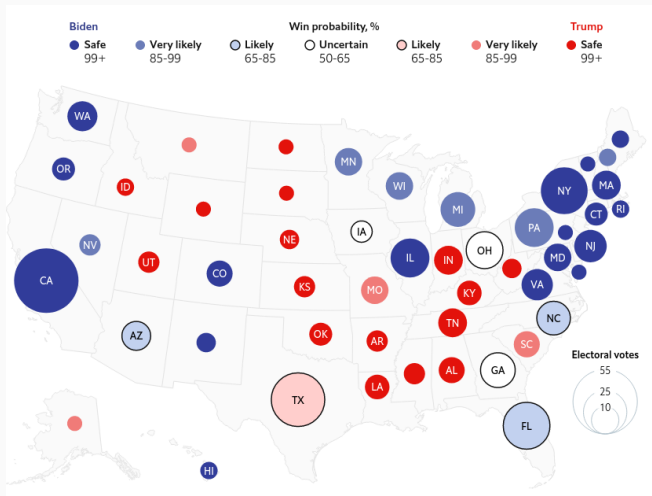 Biden Win probability, % Trump
Safe Very likely Likely Uncertain Likely Very likely Safe
99+ 85-99 65-85 50-65 65-85 85-99 99+
WA
OR
ID
MN
WI
MI
NY
MA
CT
RI
NV
UT
CO
NE
IA
IL
IN
OH
PA
NJ
MD
VA
CA
KS
MO
KY
AZ
OK
AR
TN
NC
SC
TX
LA
AL
GA
FL
HI
Electoral votes
55
25
10